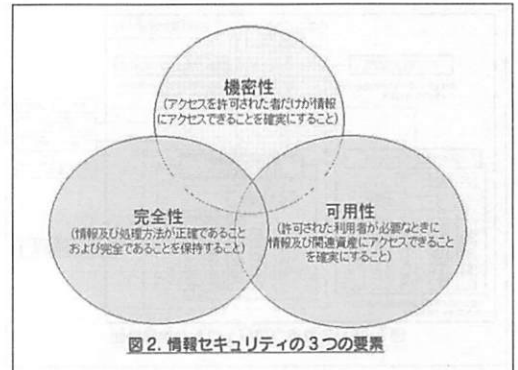 機密性
(アクセスを許可された者だけが情報
にアクセスできることを確実にすること)
完全性
(情報及び処理方法が正確であること
および完全であることを保持すること)
可用性
(許可された利用者が必要なときに
情報及び関連資産にアクセスできること
を確実にすること)
図2. 情報セキュリティの3つの要素